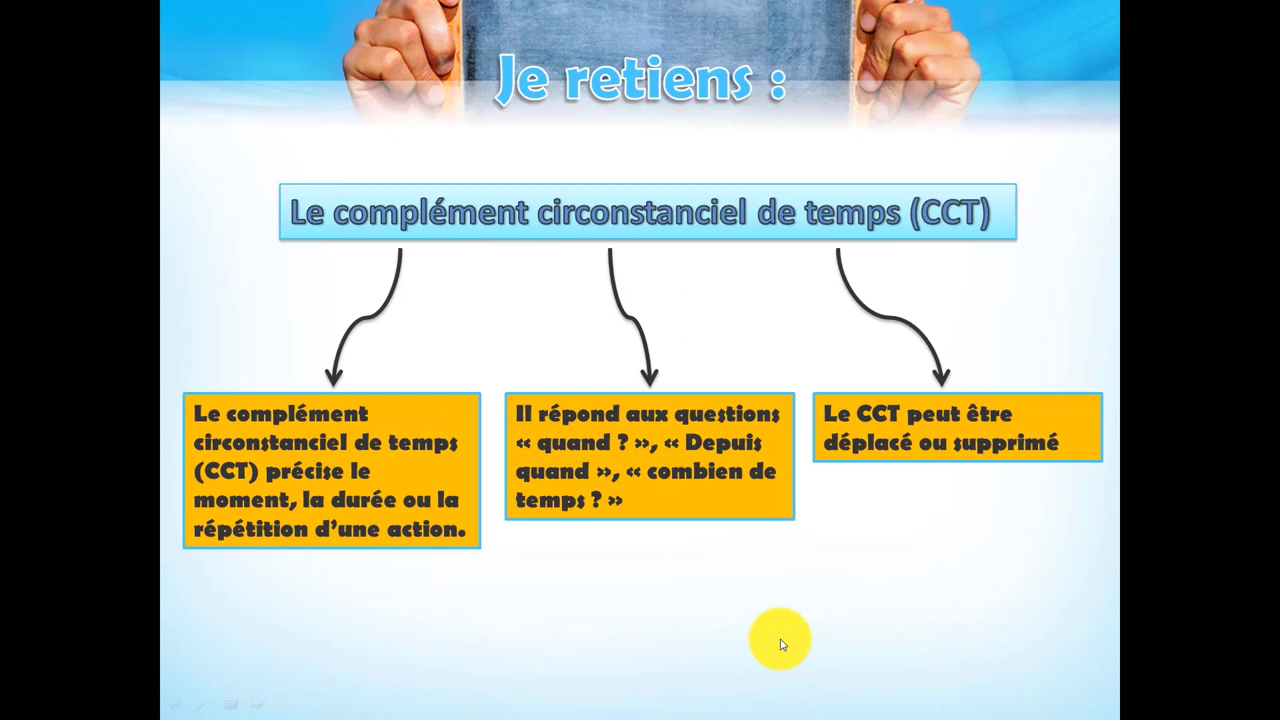 Je retiens :
Le complément circonstanciel de temps (CCT)
Le complément
circonstanciel de temps
(CCT) précise le
moment, la durée ou la
répétition d'une action.
Il répond aux questions
« quand ? », « Depuis
quand », « combien de
temps ? »
Le CCT peut être
déplacé ou supprimé